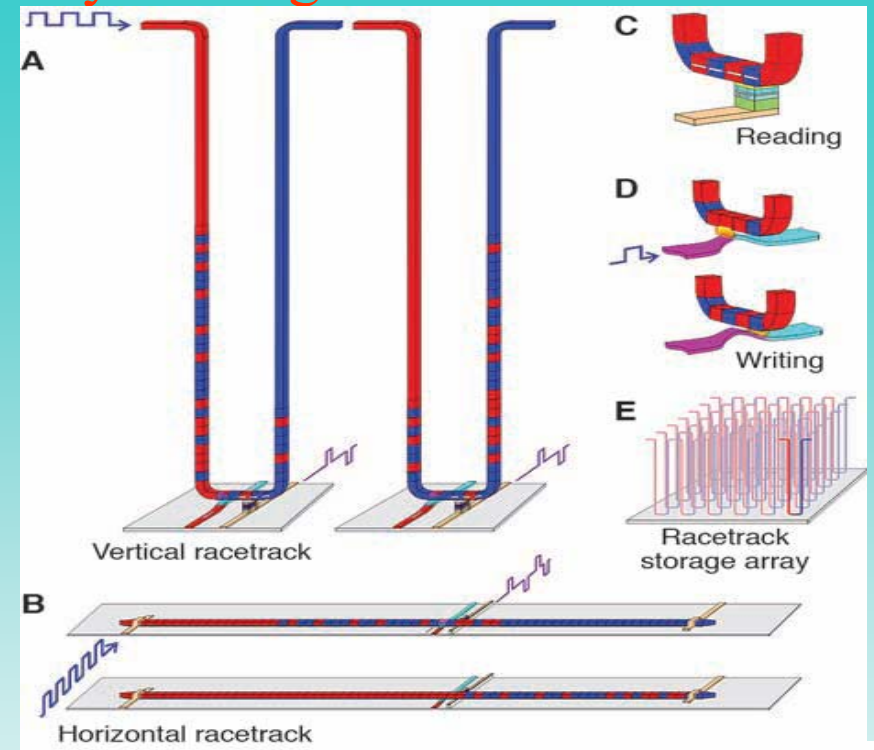 A
Vertical racetrack
B
Horizontal racetrack
C
Reading
D
Writing
E
Racetrack
storage array